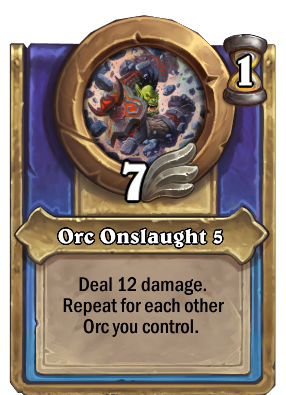 1
7
Orc Onslaught 5
Deal 12 damage.
Repeat for each other
Orc you control.